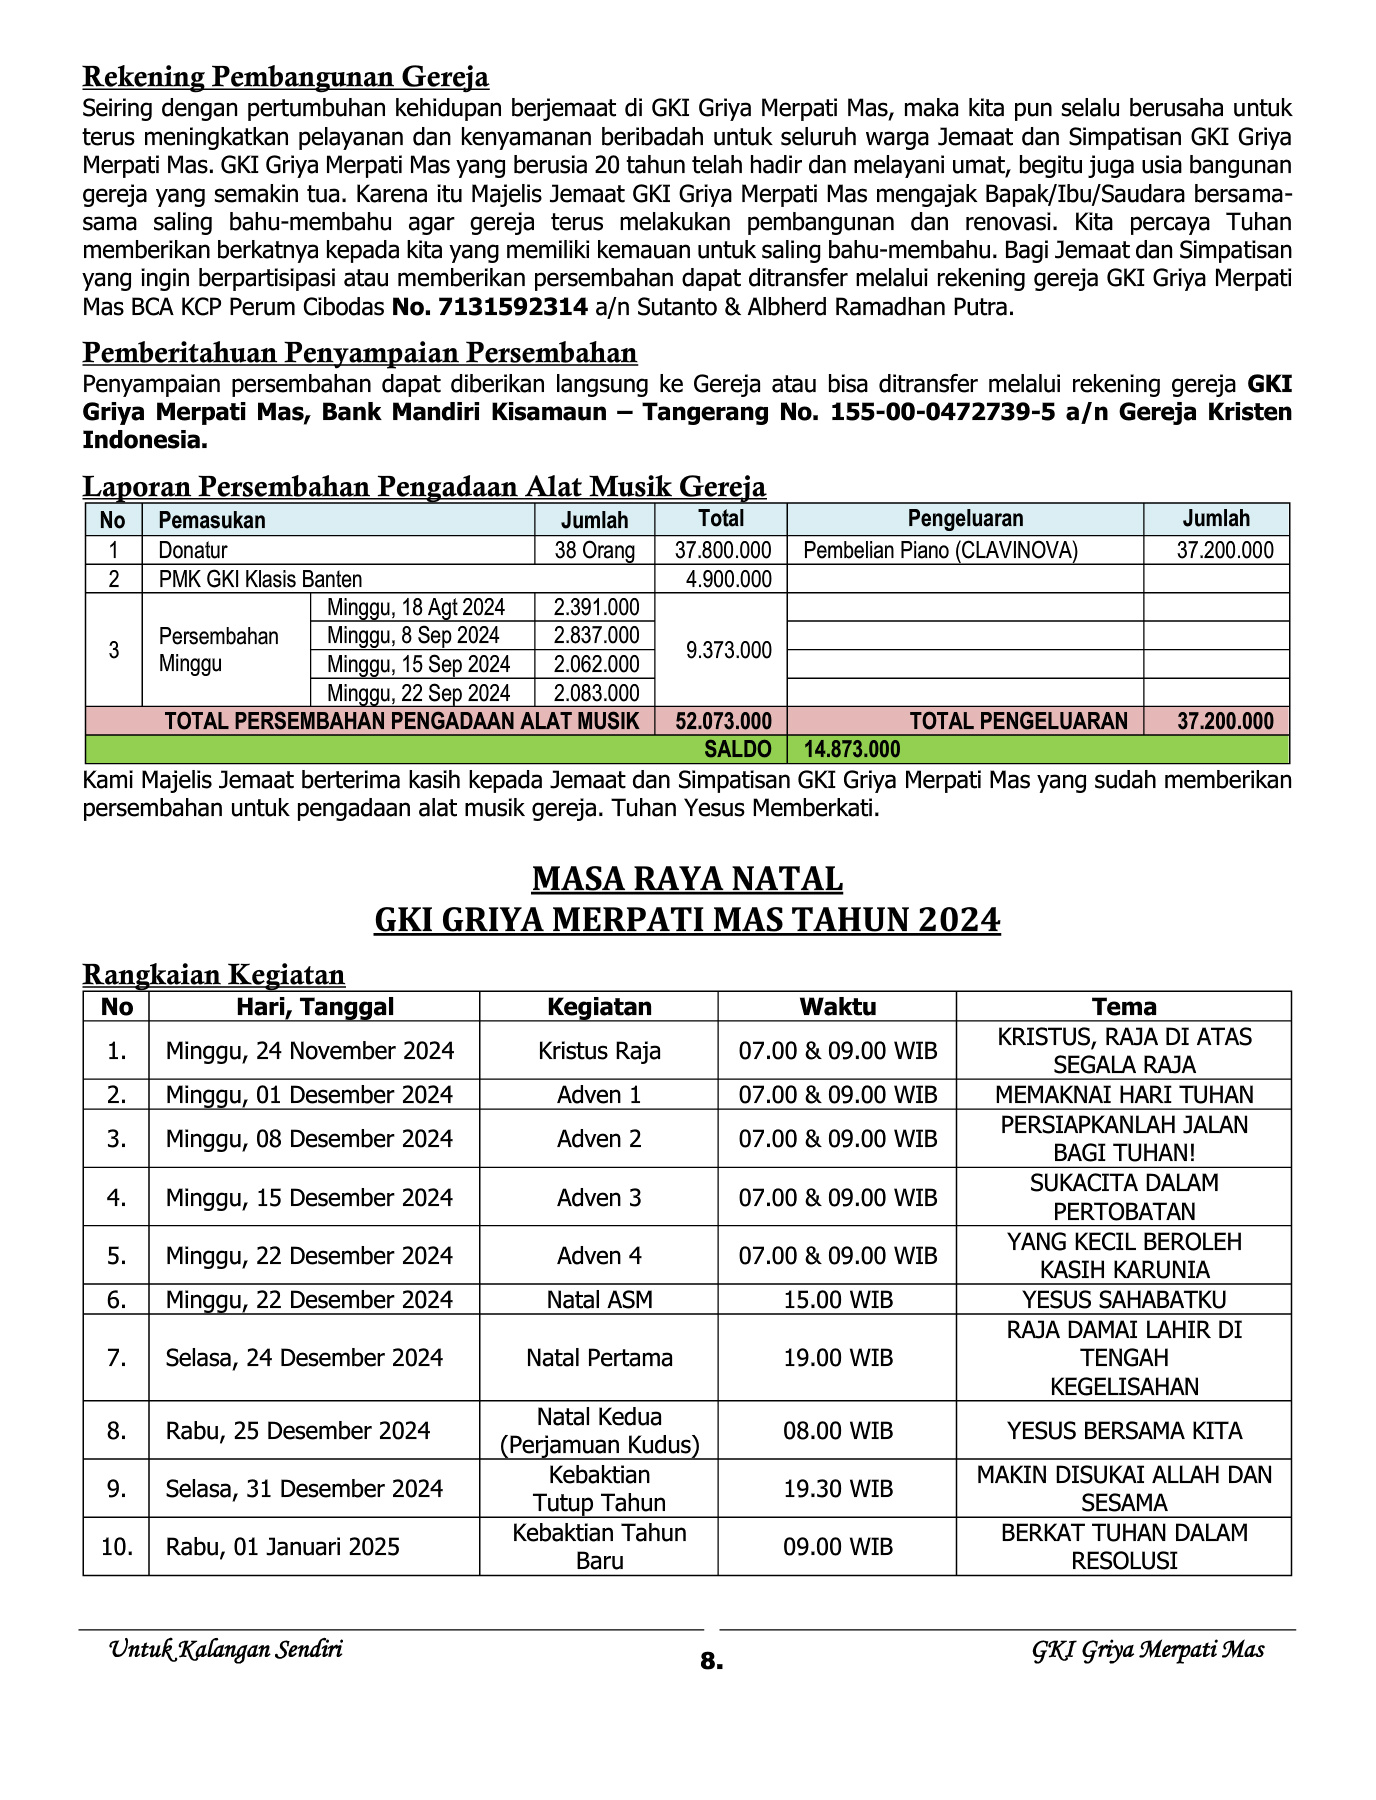 Rekening Pembangunan Gereja
Seiring dengan pertumbuhan kehidupan berjemaat di GKI Griya Merpati Mas, maka kita pun selalu berusaha untuk
terus meningkatkan pelayanan dan kenyamanan beribadah untuk seluruh warga Jemaat dan Simpatisan GKI Griya
Merpati Mas. GKI Griya Merpati Mas yang berusia 20 tahun telah hadir dan melayani umat, begitu juga usia bangunan
gereja yang semakin tua. Karena itu Majelis Jemaat GKI Griya Merpati Mas mengajak Bapak/Ibu/Saudara bersama-
sama saling bahu-membahu agar gereja terus melakukan pembangunan dan renovasi. Kita percaya Tuhan
memberikan berkatnya kepada kita yang memiliki kemauan untuk saling bahu-membahu. Bagi Jemaat dan Simpatisan
yang ingin berpartisipasi atau memberikan persembahan dapat ditransfer melalui rekening gereja GKI Griya Merpati
Mas BCA KCP Perum Cibodas No. 7131592314 a/n Sutanto & Albherd Ramadhan Putra.
Pemberitahuan Penyampaian Persembahan
Penyampaian persembahan dapat diberikan langsung ke Gereja atau bisa ditransfer melalui rekening gereja GKI
Griya Merpati Mas, Bank Mandiri Kisamaun – Tangerang No. 155-00-0472739-5 a/n Gereja Kristen
Indonesia.
Laporan Persembahan Pengadaan Alat Musik Gereja
No Pemasukan Jumlah Total Pengeluaran Jumlah
1 Donatur 38 Orang 37.800.000 Pembelian Piano (CLAVINOVA) 37.200.000
2 PMK GKI Klasis Banten 4.900.000
3 Persembahan Minggu Minggu, 18 Agt 2024 2.391.000 9.373.000
Minggu, 8 Sep 2024 2.837.000
Minggu, 15 Sep 2024 2.062.000
Minggu, 22 Sep 2024 2.083.000
TOTAL PERSEMBAHAN PENGADAAN ALAT MUSIK 52.073.000 TOTAL PENGELUARAN 37.200.000
SALDO 14.873.000
Kami Majelis Jemaat berterima kasih kepada Jemaat dan Simpatisan GKI Griya Merpati Mas yang sudah memberikan
persembahan untuk pengadaan alat musik gereja. Tuhan Yesus Memberkati.
MASA RAYA NATAL
GKI GRIYA MERPATI MAS TAHUN 2024
Rangkaian Kegiatan
No Hari, Tanggal Kegiatan Waktu Tema
1. Minggu, 24 November 2024 Kristus Raja 07.00 & 09.00 WIB KRISTUS, RAJA DI ATAS
SEGALA RAJA
2. Minggu, 01 Desember 2024 Adven 1 07.00 & 09.00 WIB MEMAKNAI HARI TUHAN
3. Minggu, 08 Desember 2024 Adven 2 07.00 & 09.00 WIB PERSIAPKANLAH JALAN
BAGI TUHAN!
4. Minggu, 15 Desember 2024 Adven 3 07.00 & 09.00 WIB SUKACITA DALAM
PERTOBATAN
5. Minggu, 22 Desember 2024 Adven 4 07.00 & 09.00 WIB YANG KECIL BEROLEH
KASIH KARUNIA
6. Minggu, 22 Desember 2024 Natal ASM 15.00 WIB YESUS SAHABATKU
7. Selasa, 24 Desember 2024 Natal Pertama 19.00 WIB RAJA DAMAI LAHIR DI
TENGAH
KEGELISAHAN
8. Rabu, 25 Desember 2024 Natal Kedua
(Perjamuan Kudus) 08.00 WIB YESUS BERSAMA KITA
9. Selasa, 31 Desember 2024 Kebaktian
Tutup Tahun 19.30 WIB MAKIN DISUKAI ALLAH DAN
SESAMA
10. Rabu, 01 Januari 2025 Kebaktian Tahun
Baru 09.00 WIB BERKAT TUHAN DALAM
RESOLUSI
Untuk Kalangan Sendiri
8.
GKI Griya Merpati Mas